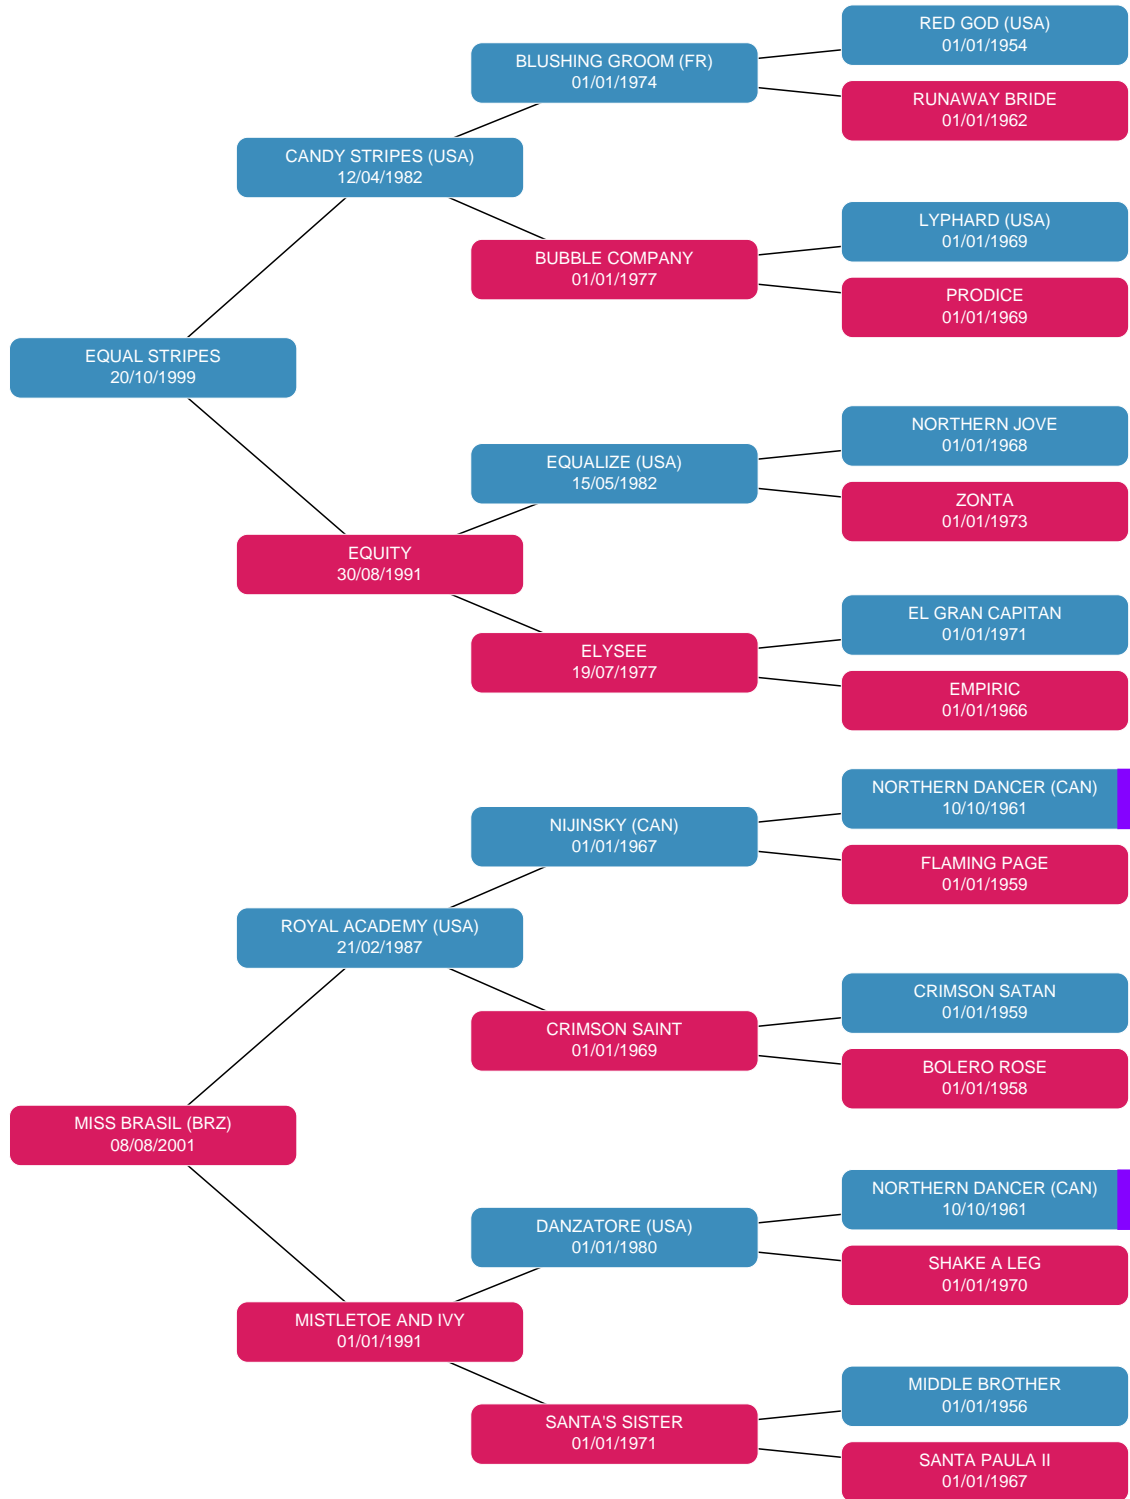 RED GOD (USA)
01/01/1954
BLUSHING GROOM (FR)
01/01/1974
RUNAWAY BRIDE
01/01/1962
CANDY STRIPES (USA)
12/04/1982
LYPHARD (USA)
01/01/1969
BUBBLE COMPANY
01/01/1977
PRODICE
01/01/1969
EQUAL STRIPES
20/10/1999
NORTHERN JOVE
01/01/1968
EQUALIZE (USA)
15/05/1982
ZONTA
01/01/1973
EQUITY
30/08/1991
EL GRAN CAPITAN
01/01/1971
ELYSEE
19/07/1977
EMPIRIC
01/01/1966
NORTHERN DANCER (CAN)
10/10/1961
NIJINSKY (CAN)
01/01/1967
FLAMING PAGE
01/01/1959
ROYAL ACADEMY (USA)
21/02/1987
CRIMSON SATAN
01/01/1959
CRIMSON SAINT
01/01/1969
BOLERO ROSE
01/01/1958
MISS BRASIL (BRZ)
08/08/2001
NORTHERN DANCER (CAN)
10/10/1961
DANZATORE (USA)
01/01/1980
SHAKE A LEG
01/01/1970
MISTLETOE AND IVY
01/01/1991
MIDDLE BROTHER
01/01/1956
SANTA'S SISTER
01/01/1971
SANTA PAULA II
01/01/1967